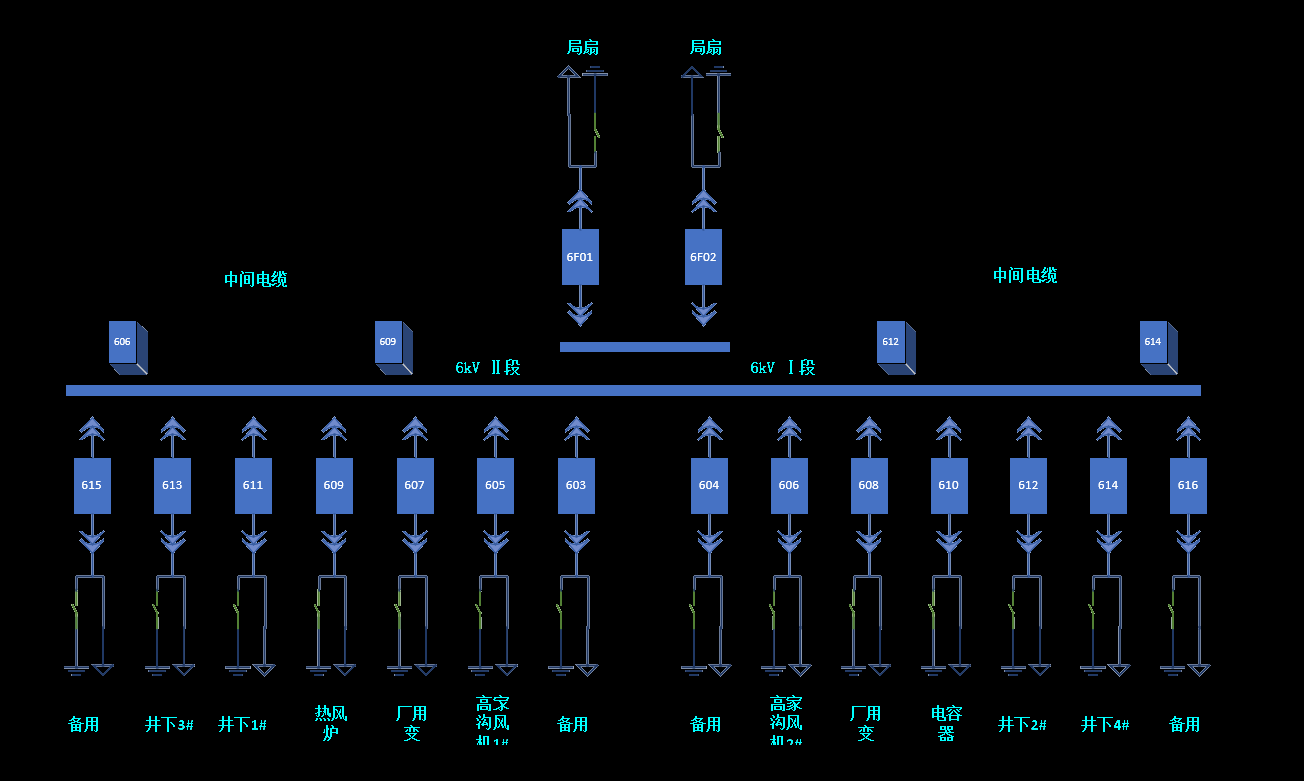 局扇
局扇
6F01
6F02
中间电缆
中间电缆
606
609
612
614
6kV Ⅱ段
6kV Ⅰ段
615
613
611
609
607
605
603
604
606
608
610
612
614
616
备用
井下3#
井下1#
热风
炉
厂用
变
高家
沟风
机1#
备用
备用
高家
沟风
机2#
厂用
变
电容
器
井下2#
井下4#
备用